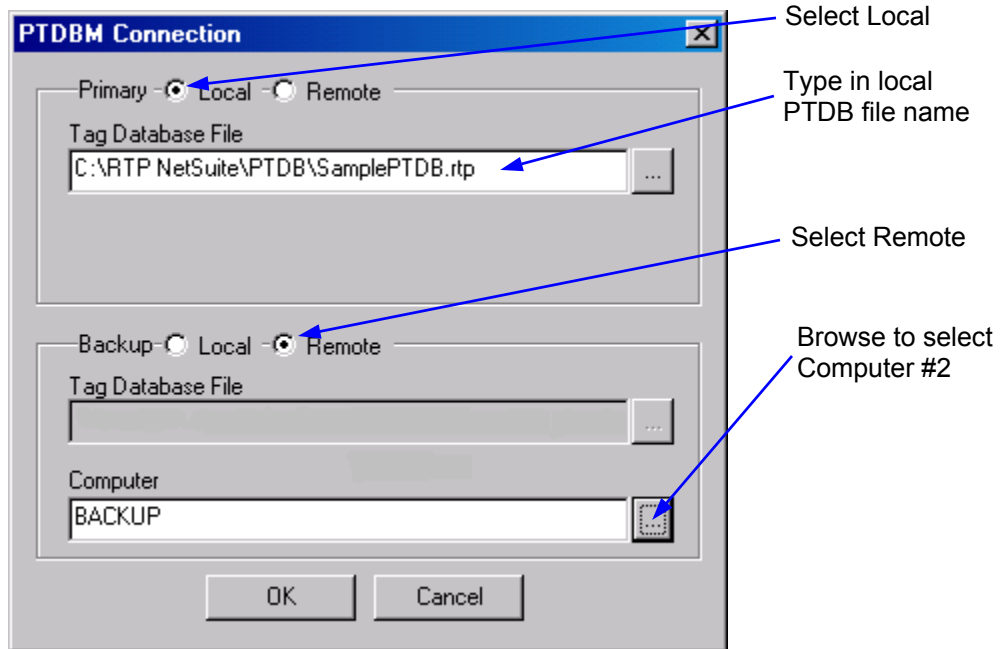 Select Local
PTDBM Connection
Primary Local Remote
Type in local
PTDB file name
Tag Database File
C:\RTP NetSuite\PTDB\SamplePTDB.rtp ...
Select Remote
Backup Local Remote
Browse to select
Computer #2
Tag Database File
...
Computer
BACKUP ...
OK Cancel